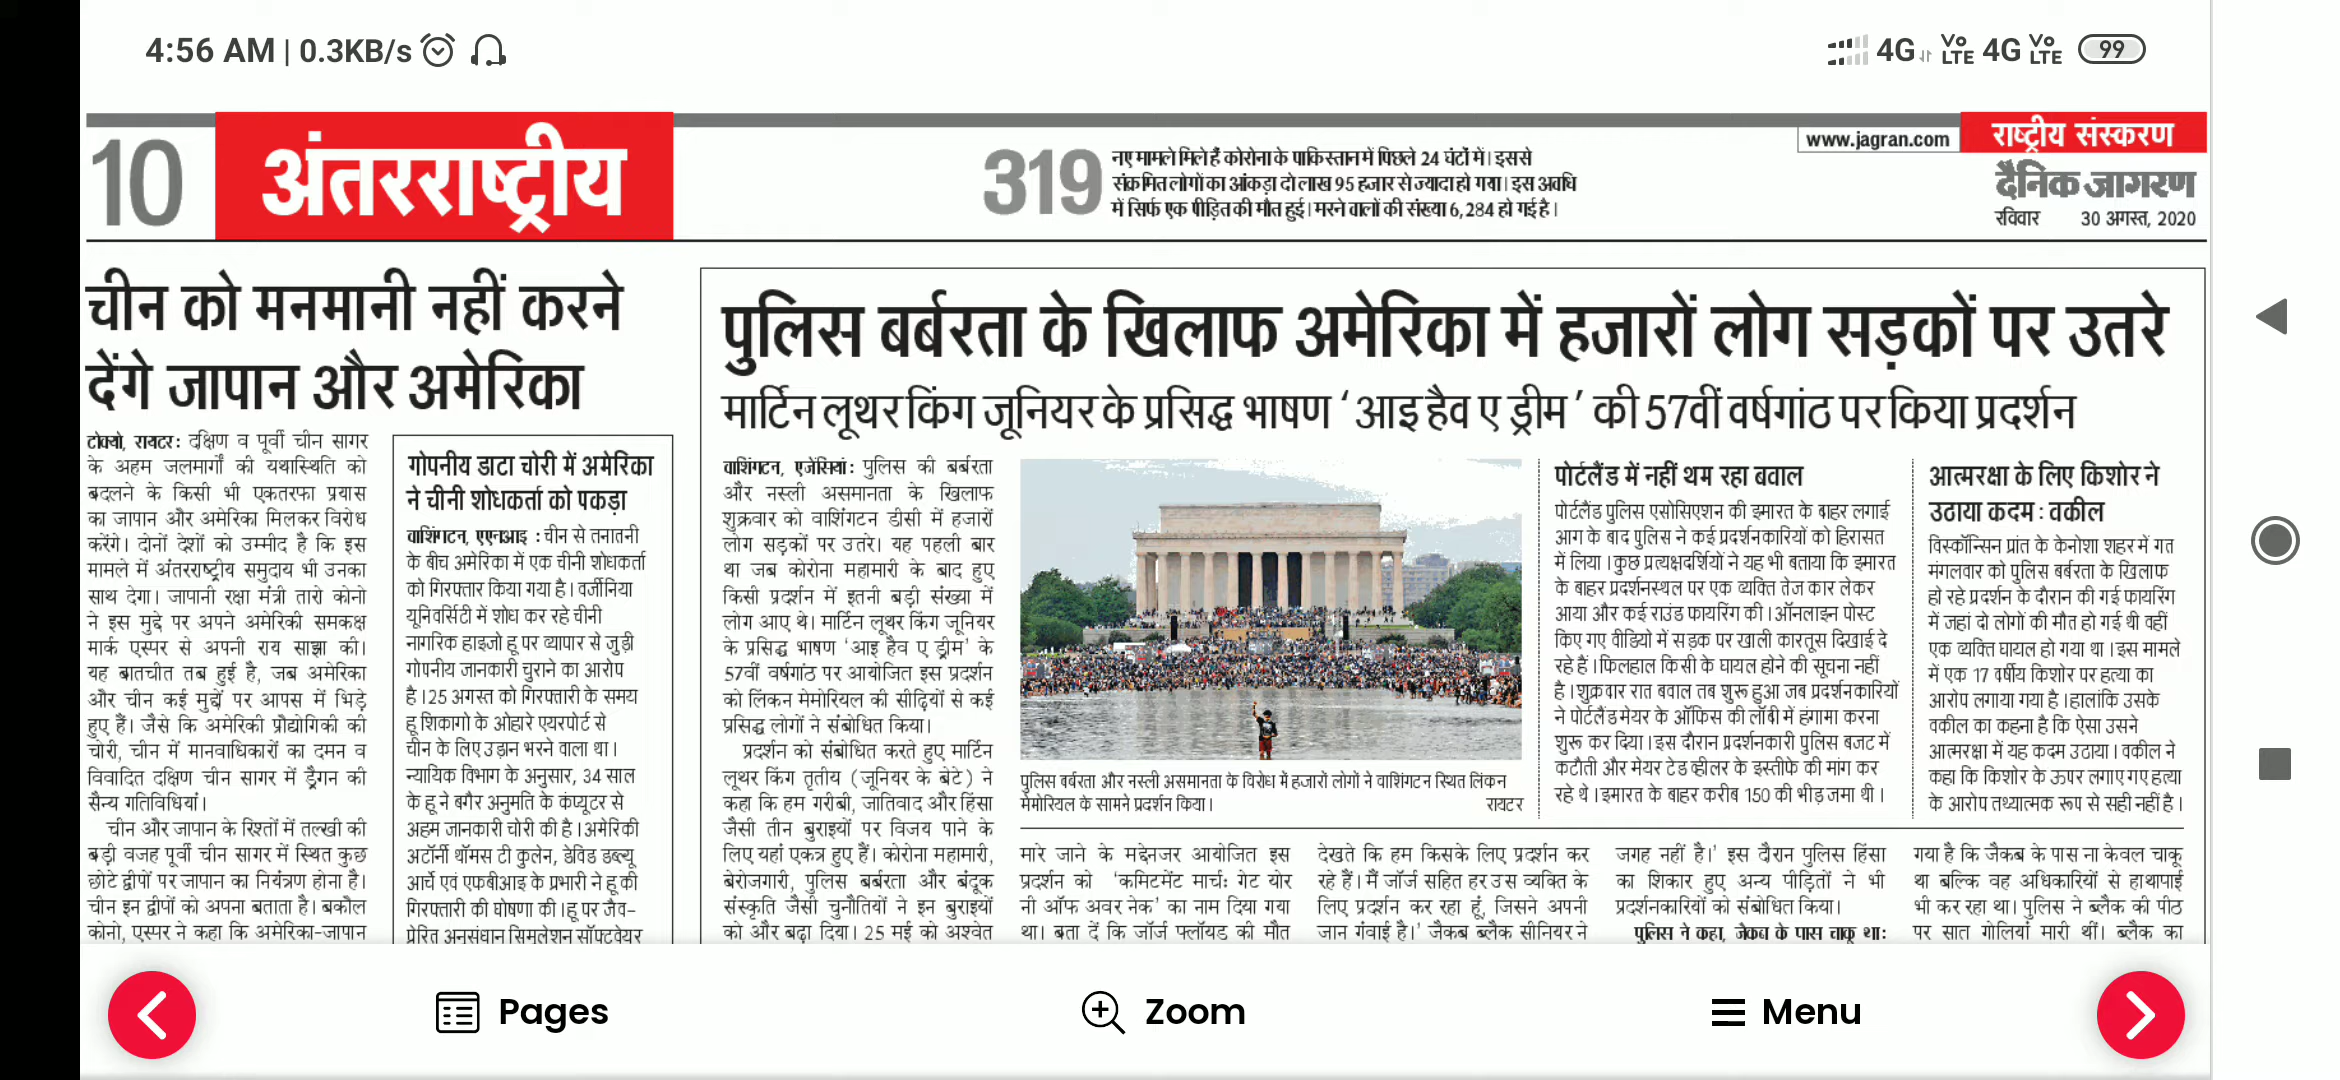 4:56 AM | 0.3KB/s
4G VoLTE 4G VoLTE 99
10
अंतरराष्ट्रीय
319
नए मामले मिले हैं कोरोना के पाकिस्तान में पिछले 24 घंटों में। इससे
संक्रमित लोगों का आंकड़ा दो लाख 95 हजार से ज्यादा हो गया। इस अवधि
में सिर्फ एक पीड़ित की मौत हुई। मरने वालों की संख्या 6,284 हो गई है।
www.jagran.com
राष्ट्रीय संस्करण
दैनिक जागरण
रविवार 30 अगस्त, 2020
चीन को मनमानी नहीं करने
देंगे जापान और अमेरिका
टोक्यो, रायटर: दक्षिण व पूर्वी चीन सागर
के अहम जलमार्गों की यथास्थिति को
बदलने के किसी भी एकतरफा प्रयास
का जापान और अमेरिका मिलकर विरोध
करेंगे। दोनों देशों को उम्मीद है कि इस
मामले में अंतरराष्ट्रीय समुदाय भी उनका
साथ देगा। जापानी रक्षा मंत्री तारो कोनो
ने इस मुद्दे पर अपने अमेरिकी समकक्ष
मार्क एस्पर से अपनी राय साझा की।
यह बातचीत तब हुई है, जब अमेरिका
और चीन कई मुद्दों पर आपस में भिड़े
हुए हैं। जैसे कि अमेरिकी प्रौद्योगिकी की
चोरी, चीन में मानवाधिकारों का दमन व
विवादित दक्षिण चीन सागर में ड्रैगन की
सैन्य गतिविधियां।
चीन और जापान के रिश्तों में तल्खी की
बड़ी वजह पूर्वी चीन सागर में स्थित कुछ
छोटे द्वीपों पर जापान का नियंत्रण होना है।
चीन इन द्वीपों को अपना बताता है। बकौल
कोनो, एस्पर ने कहा कि अमेरिका-जापान
गोपनीय डाटा चोरी में अमेरिका
ने चीनी शोधकर्ता को पकड़ा
वाशिंगटन, एएनआइ : चीन से तनातनी
के बीच अमेरिका में एक चीनी शोधकर्ता
को गिरफ्तार किया गया है। वर्जीनिया
यूनिवर्सिटी में शोध कर रहे चीनी
नागरिक हाइजो हू पर व्यापार से जुड़ी
गोपनीय जानकारी चुराने का आरोप
है। 25 अगस्त को गिरफ्तारी के समय
हू शिकागो के ओहारे एयरपोर्ट से
चीन के लिए उड़ान भरने वाला था।
न्यायिक विभाग के अनुसार, 34 साल
के हू ने बगैर अनुमति के कंप्यूटर से
अहम जानकारी चोरी की है। अमेरिकी
अटॉर्नी थॉमस टी कुलेन, डेविड डब्ल्यू
आर्चे एवं एफबीआइ के प्रभारी ने हू की
गिरफ्तारी की घोषणा की। हू पर जैव-
प्रेरित अनुसंधान सिमुलेशन सॉफ्टवेयर
पुलिस बर्बरता के खिलाफ अमेरिका में हजारों लोग सड़कों पर उतरे
मार्टिन लूथर किंग जूनियर के प्रसिद्ध भाषण ‘आइ हैव ए ड्रीम’ की 57वीं वर्षगांठ पर किया प्रदर्शन
वाशिंगटन, एजेंसियां: पुलिस की बर्बरता
और नस्ली असमानता के खिलाफ
शुक्रवार को वाशिंगटन डीसी में हजारों
लोग सड़कों पर उतरे। यह पहली बार
था जब कोरोना महामारी के बाद हुए
किसी प्रदर्शन में इतनी बड़ी संख्या में
लोग आए थे। मार्टिन लूथर किंग जूनियर
के प्रसिद्ध भाषण ‘आइ हैव ए ड्रीम’ के
57वीं वर्षगांठ पर आयोजित इस प्रदर्शन
को लिंकन मेमोरियल की सीढ़ियों से कई
प्रसिद्ध लोगों ने संबोधित किया।
प्रदर्शन को संबोधित करते हुए मार्टिन
लूथर किंग तृतीय (जूनियर के बेटे) ने
कहा कि हम गरीबी, जातिवाद और हिंसा
जैसी तीन बुराइयों पर विजय पाने के
लिए यहां एकत्र हुए हैं। कोरोना महामारी,
बेरोजगारी, पुलिस बर्बरता और बंदूक
संस्कृति जैसी चुनौतियों ने इन बुराइयों
को और बढ़ा दिया। 25 मई को अश्वेत
पुलिस बर्बरता और नस्ली असमानता के विरोध में हजारों लोगों ने वाशिंगटन स्थित लिंकन
मेमोरियल के सामने प्रदर्शन किया। रायटर
पोर्टलैंड में नहीं थम रहा बवाल
पोर्टलैंड पुलिस एसोसिएशन की इमारत के बाहर लगाई
आग के बाद पुलिस ने कई प्रदर्शनकारियों को हिरासत
में लिया। कुछ प्रत्यक्षदर्शियों ने यह भी बताया कि इमारत
के बाहर प्रदर्शनस्थल पर एक व्यक्ति तेज कार लेकर
आया और कई राउंड फायरिंग की। ऑनलाइन पोस्ट
किए गए वीडियो में सड़क पर खाली कारतूस दिखाई दे
रहे हैं। फिलहाल किसी के घायल होने की सूचना नहीं
है। शुक्रवार रात बवाल तब शुरू हुआ जब प्रदर्शनकारियों
ने पोर्टलैंड मेयर के ऑफिस की लॉबी में हंगामा करना
शुरू कर दिया। इस दौरान प्रदर्शनकारी पुलिस बजट में
कटौती और मेयर टेड व्हीलर के इस्तीफे की मांग कर
रहे थे। इमारत के बाहर करीब 150 की भीड़ जमा थी।
आत्मरक्षा के लिए किशोर ने
उठाया कदम : वकील
विस्कॉन्सिन प्रांत के केनोशा शहर में गत
मंगलवार को पुलिस बर्बरता के खिलाफ
हो रहे प्रदर्शन के दौरान की गई फायरिंग
में जहां दो लोगों की मौत हो गई थी वहीं
एक व्यक्ति घायल हो गया था। इस मामले
में एक 17 वर्षीय किशोर पर हत्या का
आरोप लगाया गया है। हालांकि उसके
वकील का कहना है कि ऐसा उसने
आत्मरक्षा में यह कदम उठाया। वकील ने
कहा कि किशोर के ऊपर लगाए गए हत्या
के आरोप तथ्यात्मक रूप से सही नहीं है।
मारे जाने के मद्देनजर आयोजित इस
प्रदर्शन को ‘कमिटमेंट मार्च: गेट योर
नी ऑफ अवर नेक’ का नाम दिया गया
था। बता दें कि जॉर्ज फ्लॉयड की मौत
देखते कि हम किसके लिए प्रदर्शन कर
रहे हैं। मैं जॉर्ज सहित हर उस व्यक्ति के
लिए प्रदर्शन कर रहा हूं, जिसने अपनी
जान गंवाई है।’ जैकब ब्लैक सीनियर ने
जगह नहीं है।’ इस दौरान पुलिस हिंसा
का शिकार हुए अन्य पीड़ितों ने भी
प्रदर्शनकारियों को संबोधित किया।
पुलिस ने कहा, जैकब के पास चाकू था:
गया है कि जैकब के पास ना केवल चाकू
था बल्कि वह अधिकारियों से हाथापाई
भी कर रहा था। पुलिस ने ब्लैक की पीठ
पर सात गोलियां मारी थीं। ब्लैक का
Pages
Zoom
Menu